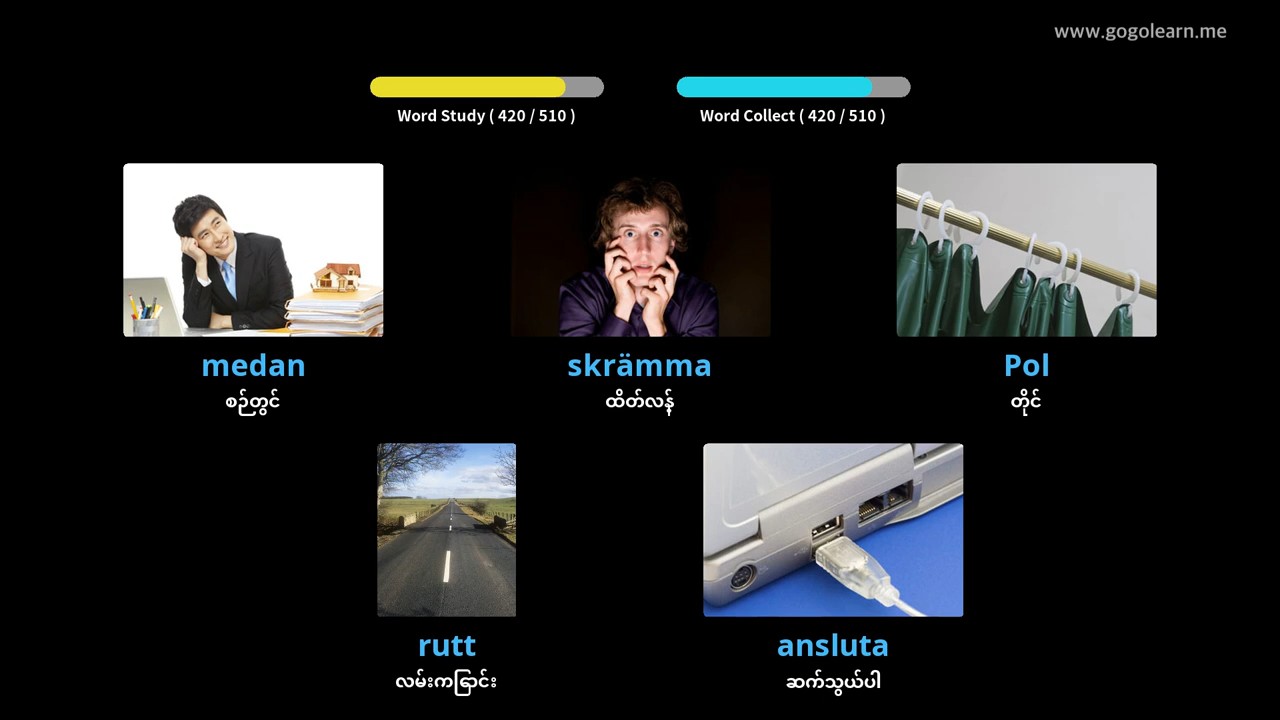 www.gogolearn.me
Word Study ( 420 / 510 )
Word Collect ( 420 / 510 )
medan
စဉ်တွင်
skrämma
ထိတ်လန့်
Pol
တိုင်
rutt
လမ်းကြောင်း
ansluta
ဆက်သွယ်ပါ